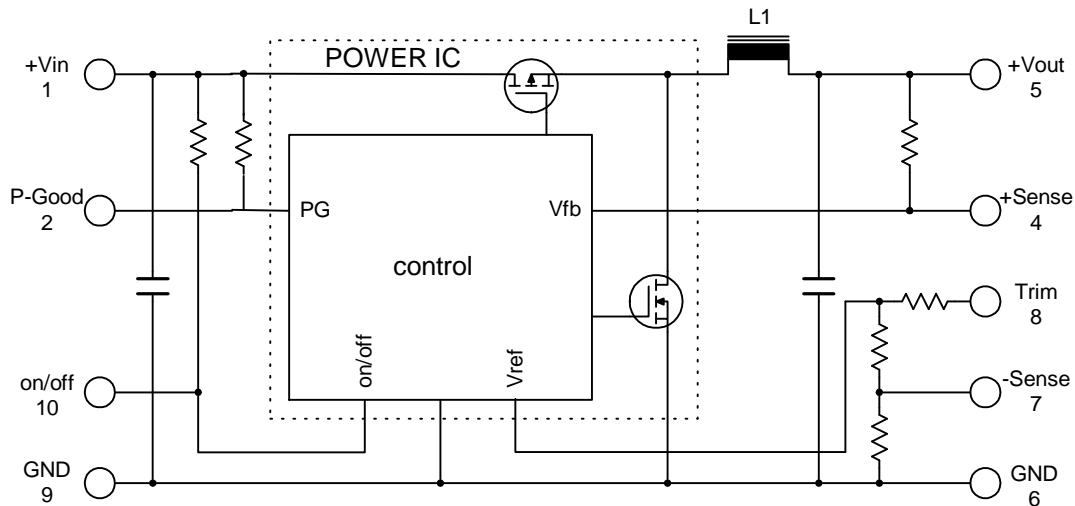 L1
POWER IC
+Vin
1
+Vout
5
P-Good
2
PG
Vfb
+Sense
4
control
Trim
8
on/off
10
on/off
Vref
-Sense
7
GND
9
GND
6